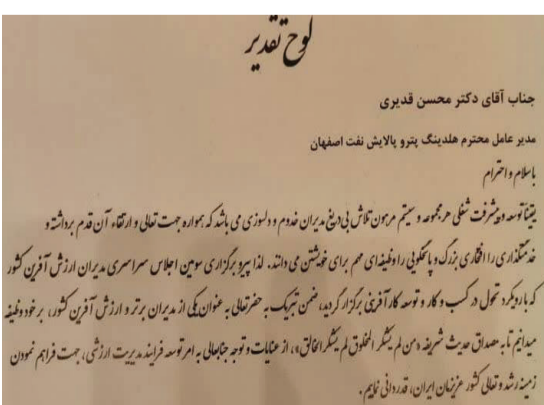 لوح تقدیر
جناب آقای دکتر محسن قدیری
مدیر عامل محترم هلدینگ پترو پالایش نفت اصفهان
باسلام و احترام
یقیناً توسعه و پیشرفت شغلی هر مجموعه و سیستم مرهون تلاش بی دریغ مدیران خدوم و دلسوزی می باشد که همواره جهت تعالی و ارتقاء آن قدم برداشته و
خدمتگذاری را افتخاری بزرگ و پاسخگویی را وظیفه ای مهم برای خویشتن می دانند. لذا پیرو برگزاری سومین اجلاس سراسری مدیران ارزش آفرین کشور
که با رویکرد تحول در کسب و کار و توسعه کارآفرینی برگزار گردید، ضمن تبریک به حضرتعالی به عنوان یکی از مدیران برتر و ارزش آفرین کشور، بر خود وظیفه
میدانیم تا به مصداق حدیث شریفه «من لم یشکر المخلوق لم یشکر الخالق»، از عنایات و توجه جنابعالی به امر توسعه فرایند مدیریت ارزشی، جهت فراهم نمودن
زمینه رشد و تعالی کشور عزیزمان ایران، قدردانی نماییم.